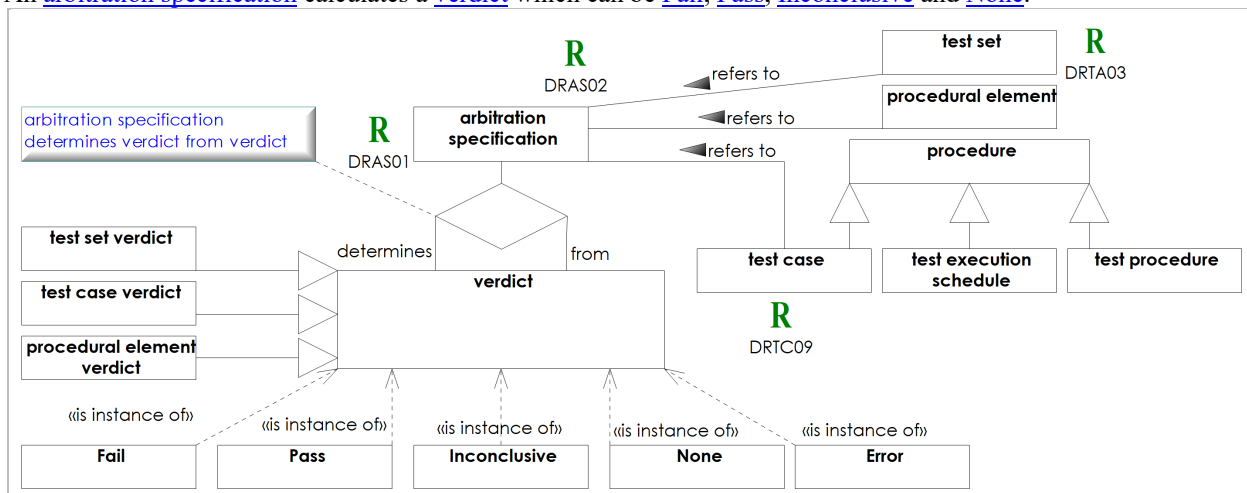 An arbitration specification calculates a verdict which can be Fail, Pass, Inconclusive and None.
test set
R
DRTA03
R
DRAS02
refers to
procedural element
arbitration specification
determines verdict from verdict
R
DRAS01
arbitration
specification
refers to
refers to
procedure
test set verdict
determines
from
test case
test execution
schedule
test procedure
verdict
test case verdict
R
DRTC09
procedural element
verdict
«is instance of»
«is instance of»
«is instance of»
«is instance of»
«is instance of»
Fail
Pass
Inconclusive
None
Error